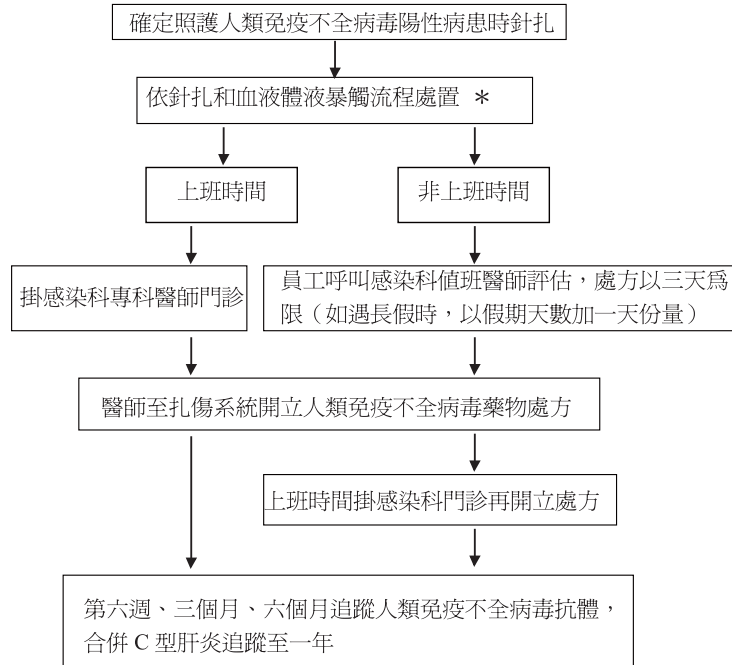 確定照護人類免疫不全病毒陽性病患時針扎
依針扎和血液體液暴觸流程處置 *
上班時間
非上班時間
掛感染科專科醫師門診
員工呼叫感染科值班醫師評估，處方以三天爲
限（如遇長假時，以假期天數加一天份量）
醫師至扎傷系統開立人類免疫不全病毒藥物處方
上班時間掛感染科門診再開立處方
第六週、三個月、六個月追蹤人類免疫不全病毒抗體，
合併 C 型肝炎追蹤至一年